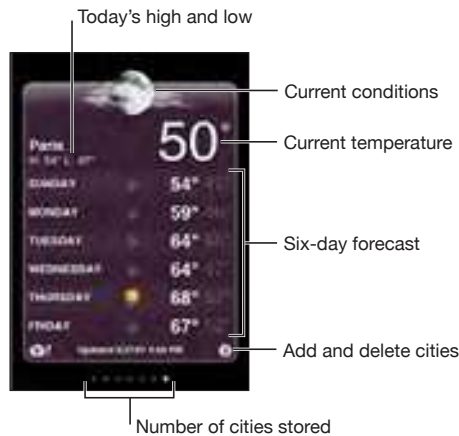 Today's high and low
Current conditions
50°
Current temperature
Paris
SUNDAY 54°
MONDAY 59°
Six-day forecast
TUESDAY 64°
WEDNESDAY 64°
THURSDAY 68°
FRIDAY 67°
Add and delete cities
Updated
Number of cities stored